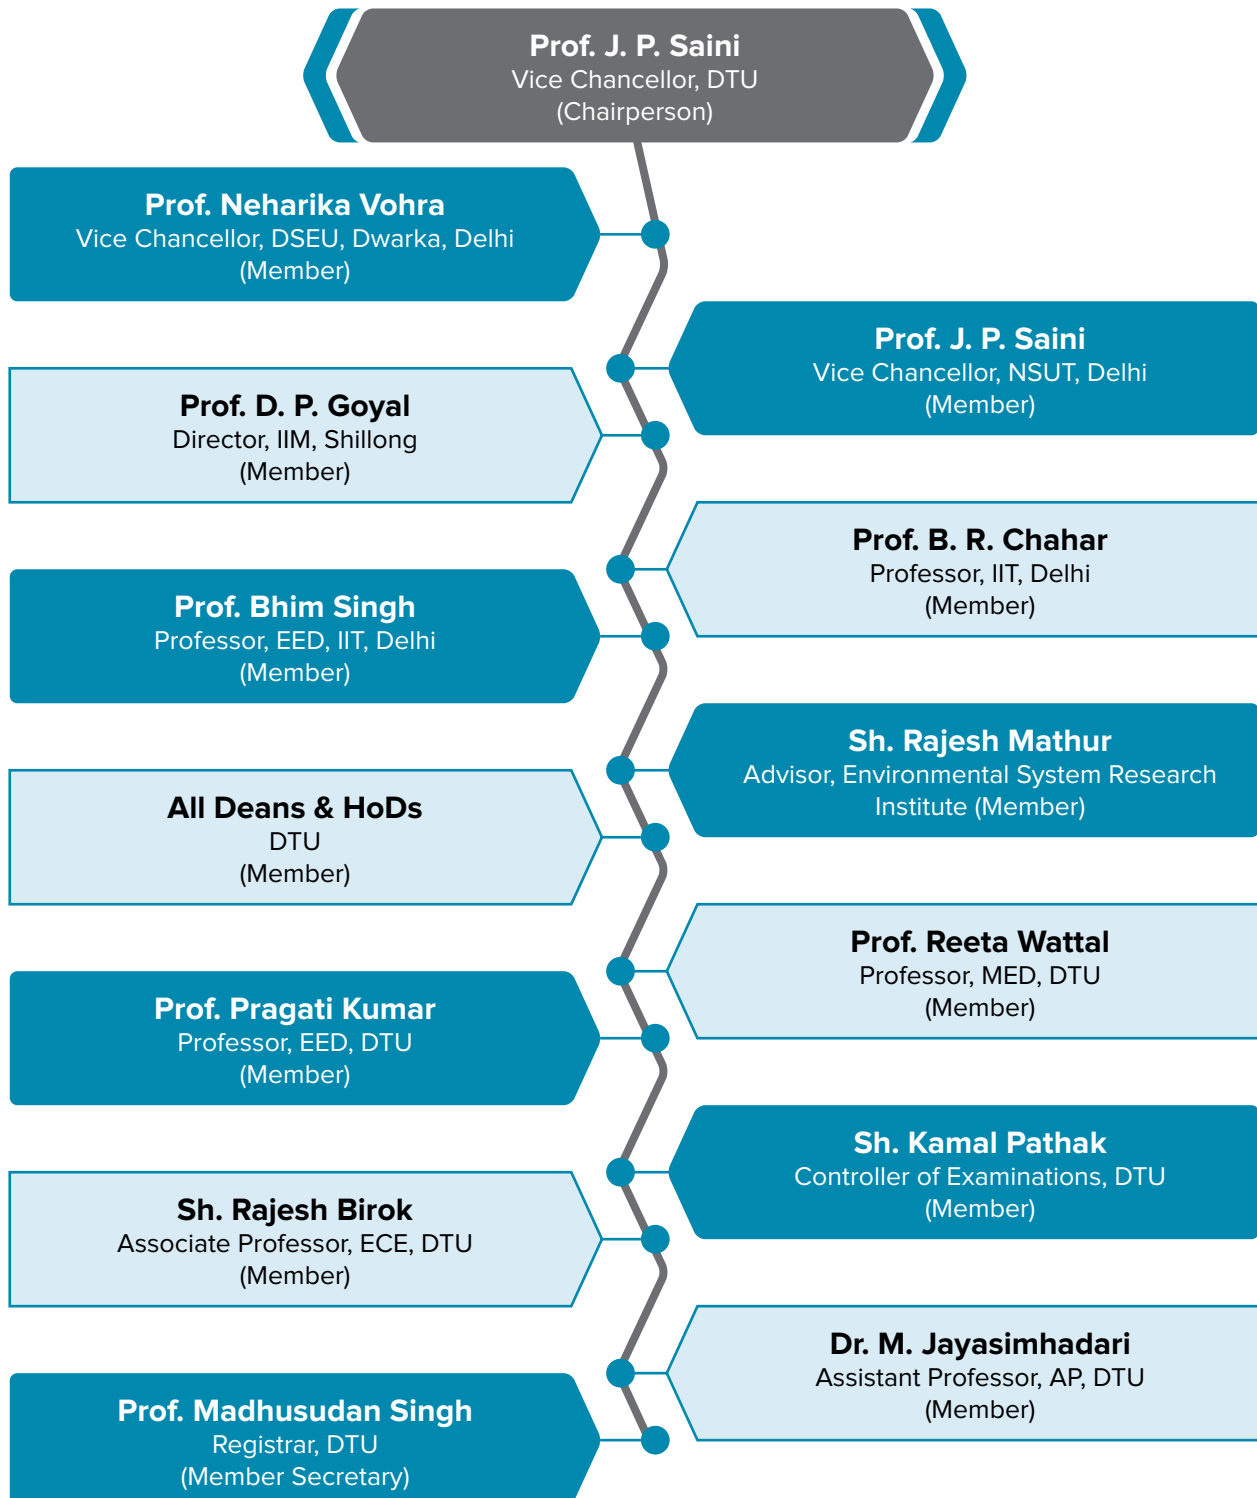 Prof. J. P. Saini
Vice Chancellor, DTU
(Chairperson)
Prof. Neharika Vohra
Vice Chancellor, DSEU, Dwarka, Delhi
(Member)
Prof. J. P. Saini
Vice Chancellor, NSUT, Delhi
(Member)
Prof. D. P. Goyal
Director, IIM, Shillong
(Member)
Prof. B. R. Chahar
Professor, IIT, Delhi
(Member)
Prof. Bhim Singh
Professor, EED, IIT, Delhi
(Member)
Sh. Rajesh Mathur
Advisor, Environmental System Research
Institute (Member)
All Deans & HoDs
DTU
(Member)
Prof. Reeta Wattal
Professor, MED, DTU
(Member)
Prof. Pragati Kumar
Professor, EED, DTU
(Member)
Sh. Kamal Pathak
Controller of Examinations, DTU
(Member)
Sh. Rajesh Birok
Associate Professor, ECE, DTU
(Member)
Dr. M. Jayasimhadari
Assistant Professor, AP, DTU
(Member)
Prof. Madhusudan Singh
Registrar, DTU
(Member Secretary)